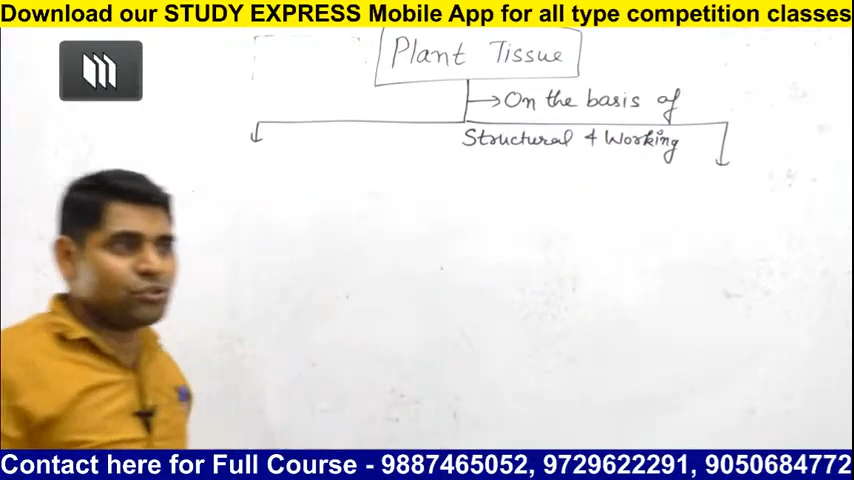 Download our STUDY EXPRESS Mobile App for all type competition classes
Plant Tissue
On the basis of
Structural & Working
Contact here for Full Course - 9887465052, 9729622291, 9050684772